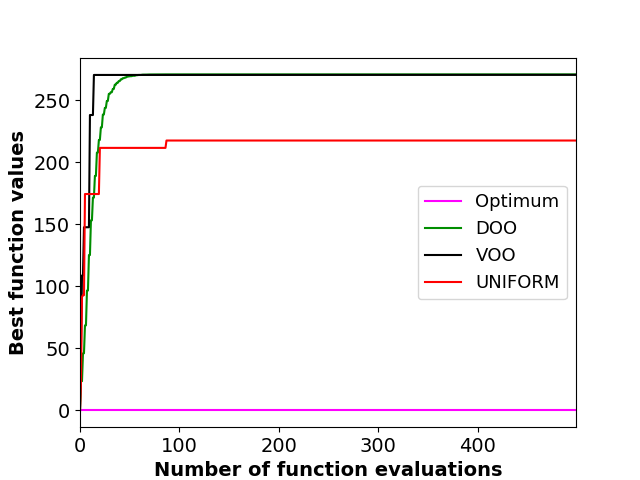 250
200
150
100
50
0
Best function values
Optimum
DOO
VOO
UNIFORM
0 100 200 300 400
Number of function evaluations